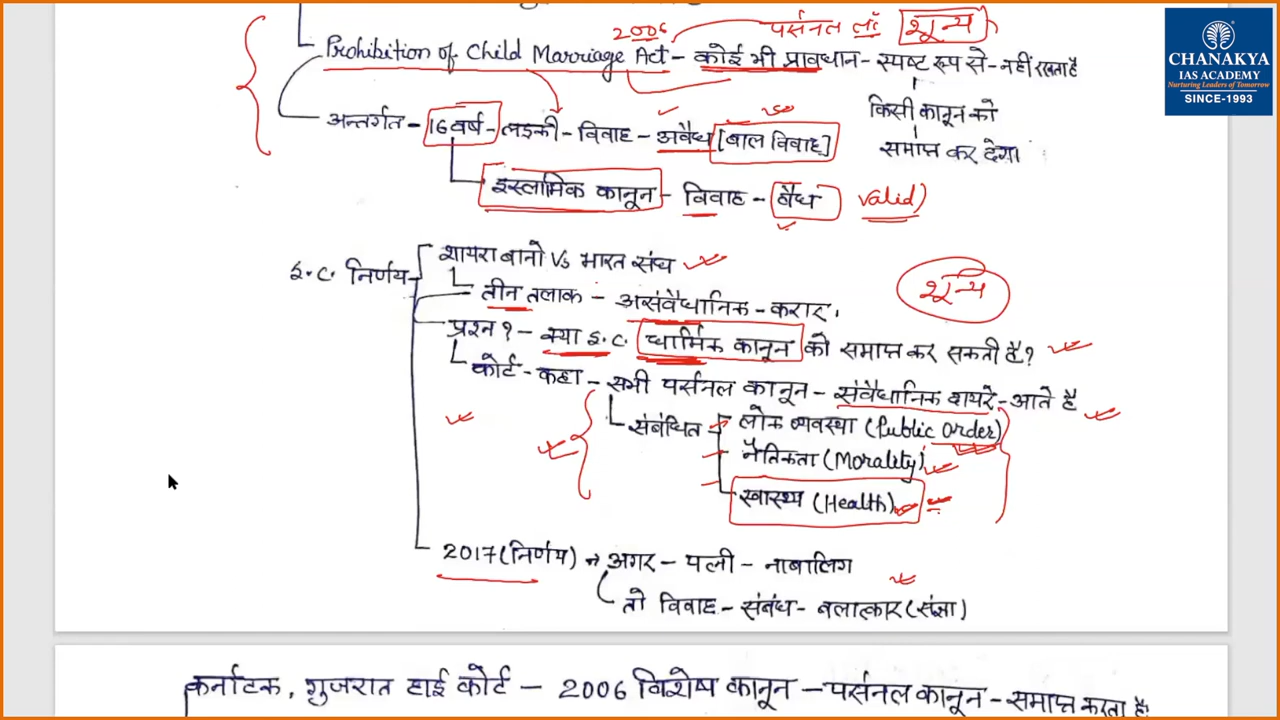 2006 पर्सनल लॉ शून्य
Prohibition of Child Marriage Act - कोई भी प्रावधान - स्पष्ट रूप से - नहीं रखता है
किसी कानून को
समाप्त कर देगा
अन्तर्गत - 16 वर्ष - लड़की - विवाह - अवैध [बाल विवाह]
इस्लामिक कानून - विवाह - वैध valid)
S.C. निर्णय
शायरा बानो Vs भारत संघ
तीन तलाक - असंवैधानिक - करार,
शून्य
प्रश्न ? - क्या S.C. धार्मिक कानून को समाप्त कर सकती है?
कोर्ट - कहा - सभी पर्सनल कानून - संवैधानिक दायरे - आते है
संबंधित
लोक व्यवस्था (Public order)
नैतिकता (Morality)
स्वास्थ्य (Health)
2017 (निर्णय) → अगर - पत्नी - नाबालिग
तो विवाह - संबंध - बलात्कार (संज्ञा)
कर्नाटक, गुजरात हाई कोर्ट - 2006 विशेष कानून - पर्सनल कानून - समाप्त करता है
CHANAKYA
IAS ACADEMY
Nurturing Leaders of Tomorrow
SINCE-1993